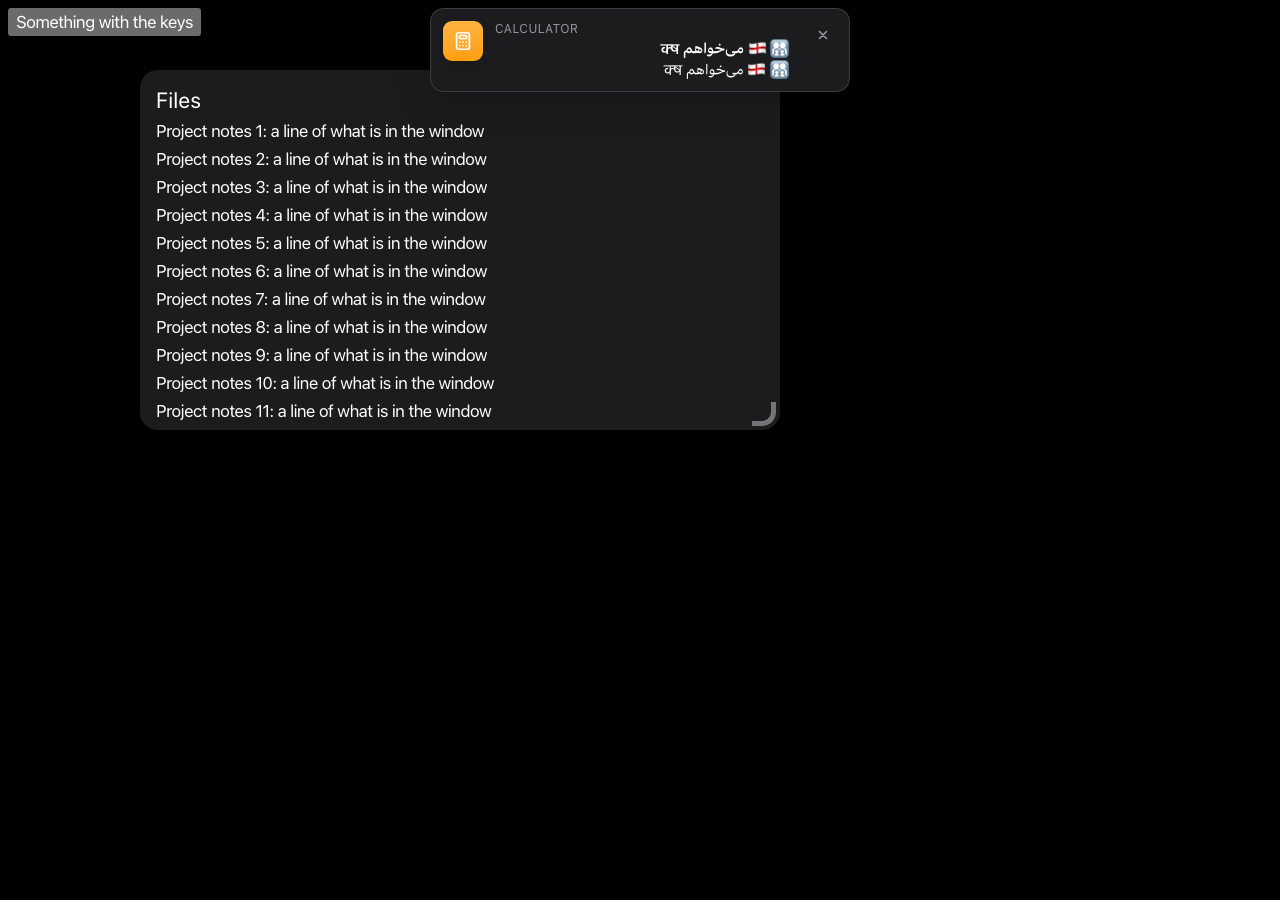 Something with the keys
CALCULATOR
👨‍👩‍👧‍👦 🏴󠁧󠁢󠁥󠁮󠁧󠁿 می‌خواهم क्ष
👨‍👩‍👧‍👦 🏴󠁧󠁢󠁥󠁮󠁧󠁿 می‌خواهم क्ष
Files
Project notes 1: a line of what is in the window
Project notes 2: a line of what is in the window
Project notes 3: a line of what is in the window
Project notes 4: a line of what is in the window
Project notes 5: a line of what is in the window
Project notes 6: a line of what is in the window
Project notes 7: a line of what is in the window
Project notes 8: a line of what is in the window
Project notes 9: a line of what is in the window
Project notes 10: a line of what is in the window
Project notes 11: a line of what is in the window